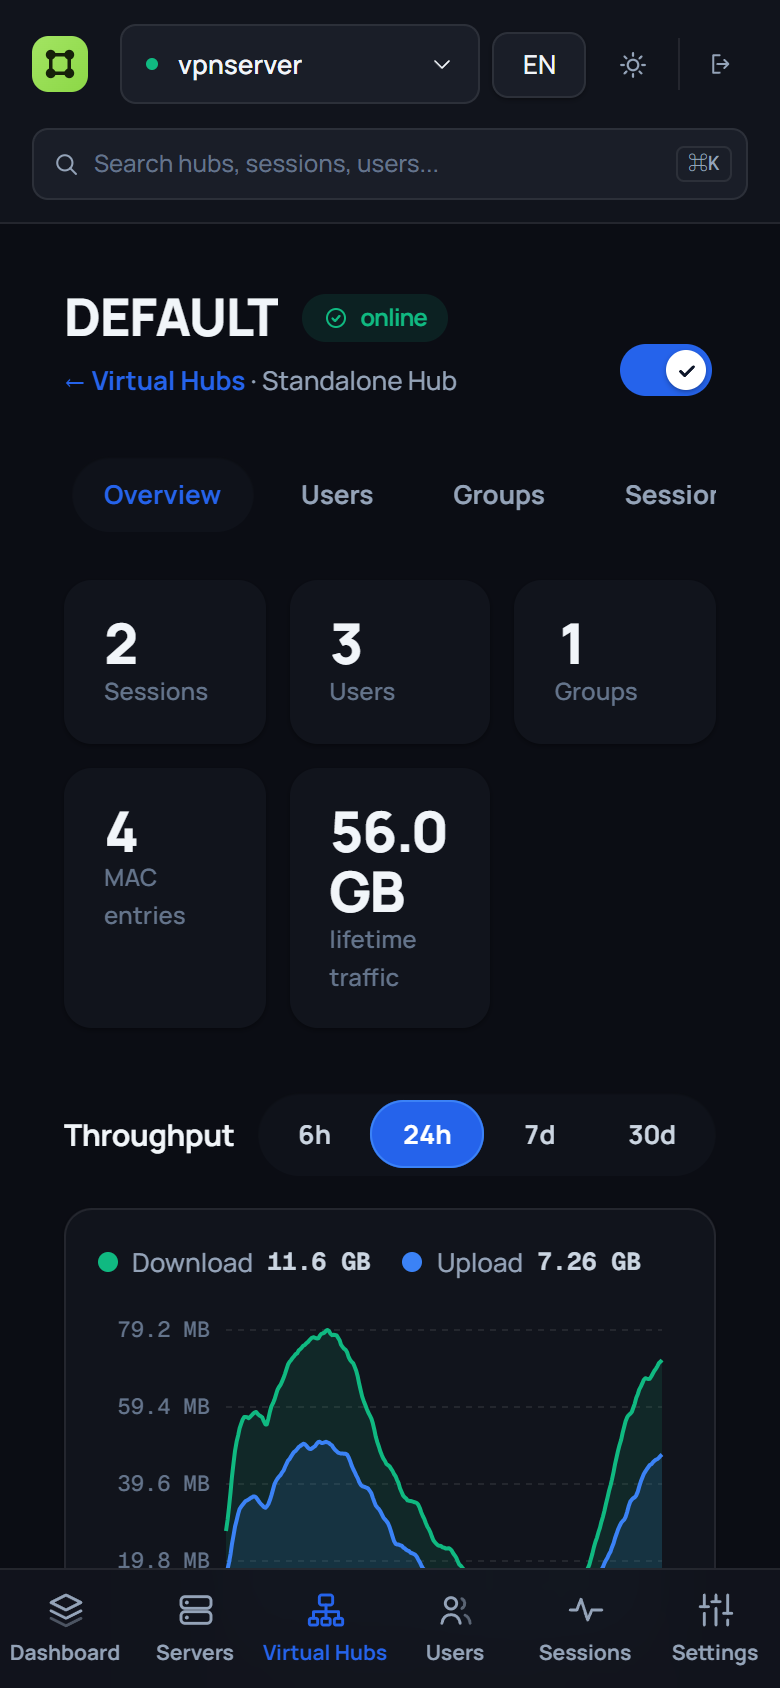 vpnserver
EN
Search hubs, sessions, users...
⌘K
DEFAULT
online
← Virtual Hubs · Standalone Hub
Overview
Users
Groups
2
Sessions
3
Users
1
Groups
4
MAC
entries
56.0
GB
lifetime
traffic
Throughput
6h
24h
7d
30d
Download 11.6 GB
Upload 7.26 GB
79.2 MB
59.4 MB
39.6 MB
19.8 MB
Dashboard
Servers
Virtual Hubs
Users
Sessions
Settings